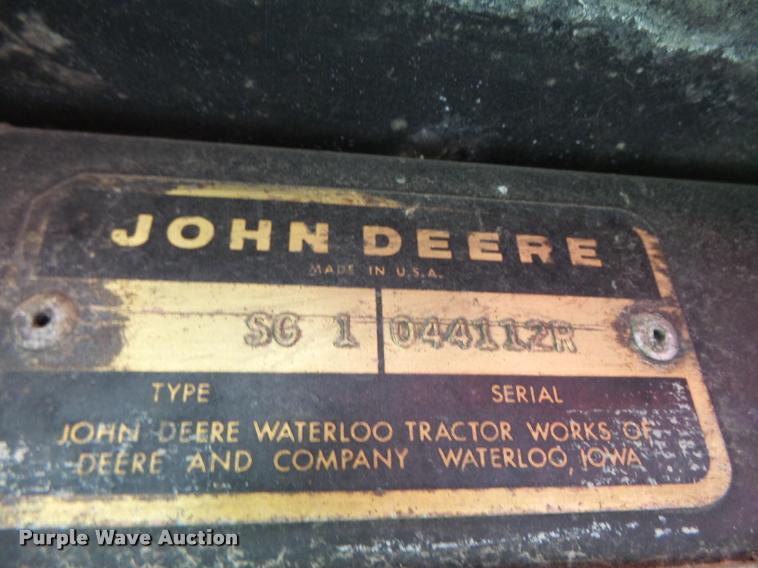 JOHN DEERE
MADE IN U.S.A.
SG 1 044112R
TYPE SERIAL
JOHN DEERE WATERLOO TRACTOR WORKS OF
DEERE AND COMPANY WATERLOO, IOWA
Purple Wave Auction